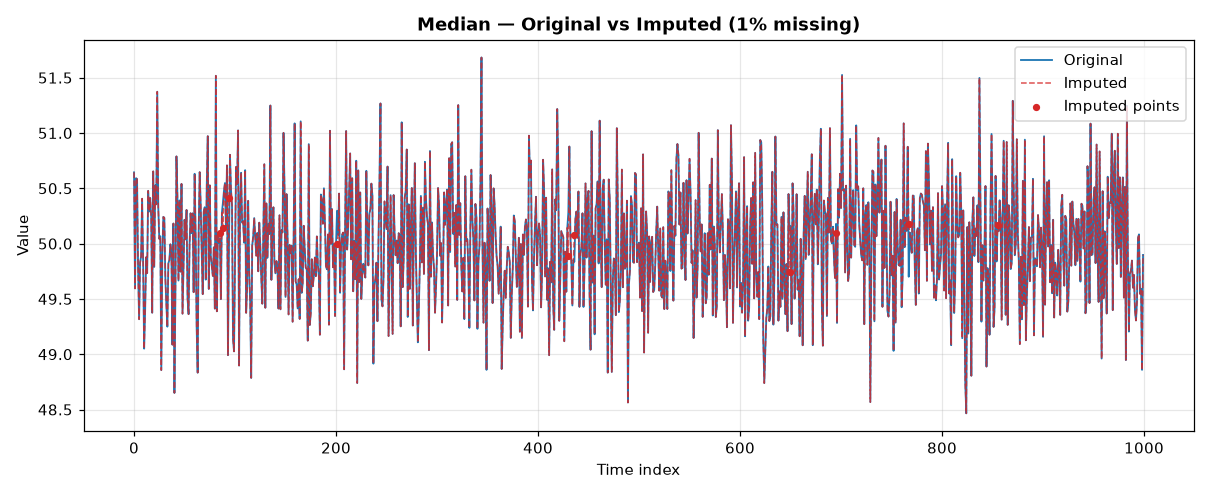 Median — Original vs Imputed (1% missing)
Original
Imputed
Imputed points
Value
51.5
51.0
50.5
50.0
49.5
49.0
48.5
0
200
400
600
800
1000
Time index